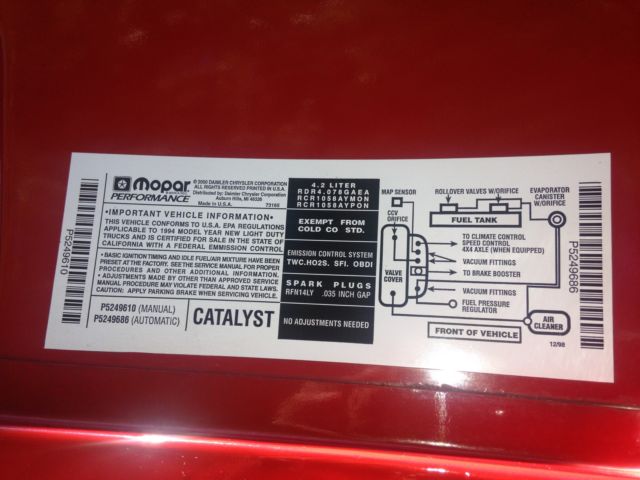 Mopar
PERFORMANCE
© 2000 DAIMLER CHRYSLER CORPORATION
ALL RIGHTS RESERVED PRINTED IN U.S.A.
Distributed by: Daimler Chrysler Corporation
Auburn Hills, MI 48326
Made in U.S.A.
73165
•IMPORTANT VEHICLE INFORMATION•
THIS VEHICLE CONFORMS TO U.S.A. EPA REGULATIONS
APPLICABLE TO 1994 MODEL YEAR NEW LIGHT DUTY
TRUCKS AND IS CERTIFIED FOR SALE IN THE STATE OF
CALIFORNIA WITH A FEDERAL EMMISSION CONTROL
• BASIC IGNITION TIMING AND IDLE FUEL/AIR MIXTURE HAVE BEEN
PRESET AT THE FACTORY. SEE SERVICE MANUAL FOR PROPER
PROCEDURES AND OTHER ADDITIONAL INFORMATION.
• ADJUSTMENTS MADE BY OTHER THAN APPROVED SERVICE
MANUAL PROCEDURE MAY VIOLATE FEDERAL AND STATE LAWS.
CAUTION: APPLY PARKING BRAKE WHEN SERVICING VEHICLE.
P5249610 (MANUAL)
P5249686 (AUTOMATIC)
CATALYST
4.2 LITER
RDR4.076GAEA
RCR1058AYMON
RCR1058AYPON
EXEMPT FROM
COLD CO STD.
EMISSION CONTROL SYSTEM
TWC.HO2S. SFI. OBDI
SPARK PLUGS
RFN14LY .035 INCH GAP
NO ADJUSTMENTS NEEDED
MAP SENSOR
CCV
ORIFICE
VALVE
COVER
ROLLOVER VALVES W/ORIFICE
FUEL TANK
EVAPORATOR
CANISTER
W/ORIFICE
TO CLIMATE CONTROL
SPEED CONTROL
4X4 AXLE (WHEN EQUIPPED)
VACUUM FITTINGS
TO BRAKE BOOSTER
VACUUM FITTINGS
FUEL PRESSURE
REGULATOR
FRONT OF VEHICLE
AIR
CLEANER
12/98
P5249610
P5249686